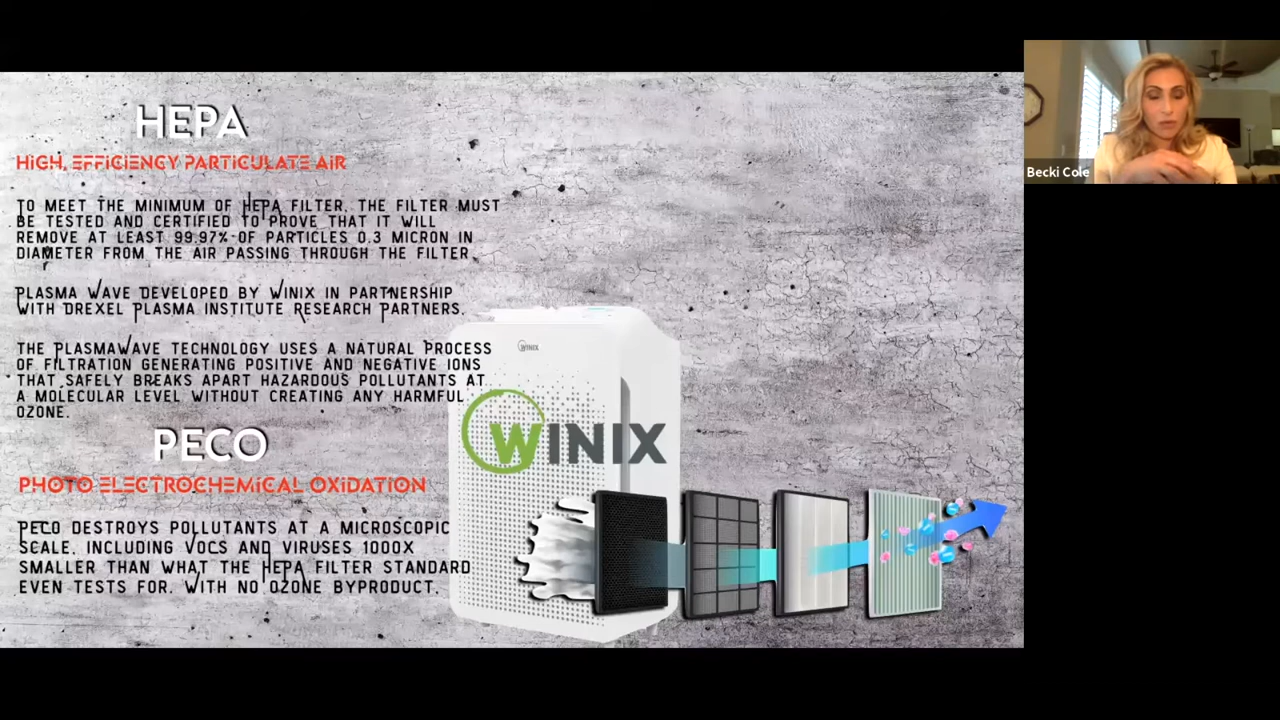 HEPA
HIGH, EFFICIENCY PARTICULATE AIR
TO MEET THE MINIMUM OF HEPA FILTER, THE FILTER MUST
BE TESTED AND CERTIFIED TO PROVE THAT IT WILL
REMOVE AT LEAST 99.97% OF PARTICLES 0.3 MICRON IN
DIAMETER FROM THE AIR PASSING THROUGH THE FILTER.
PLASMA WAVE DEVELOPED BY WINIX IN PARTNERSHIP
WITH DREXEL PLASMA INSTITUTE RESEARCH PARTNERS.
THE PLASMAWAVE TECHNOLOGY USES A NATURAL PROCESS
OF FILTRATION GENERATING POSITIVE AND NEGATIVE IONS
THAT SAFELY BREAKS APART HAZARDOUS POLLUTANTS AT
A MOLECULAR LEVEL WITHOUT CREATING ANY HARMFUL
OZONE.
PECO
PHOTO ELECTROCHEMICAL OXIDATION
PECO DESTROYS POLLUTANTS AT A MICROSCOPIC
SCALE, INCLUDING VOCS AND VIRUSES 1000X
SMALLER THAN WHAT THE HEPA FILTER STANDARD
EVEN TESTS FOR. WITH NO OZONE BYPRODUCT.
WINIX
WINIX
Becki Cole